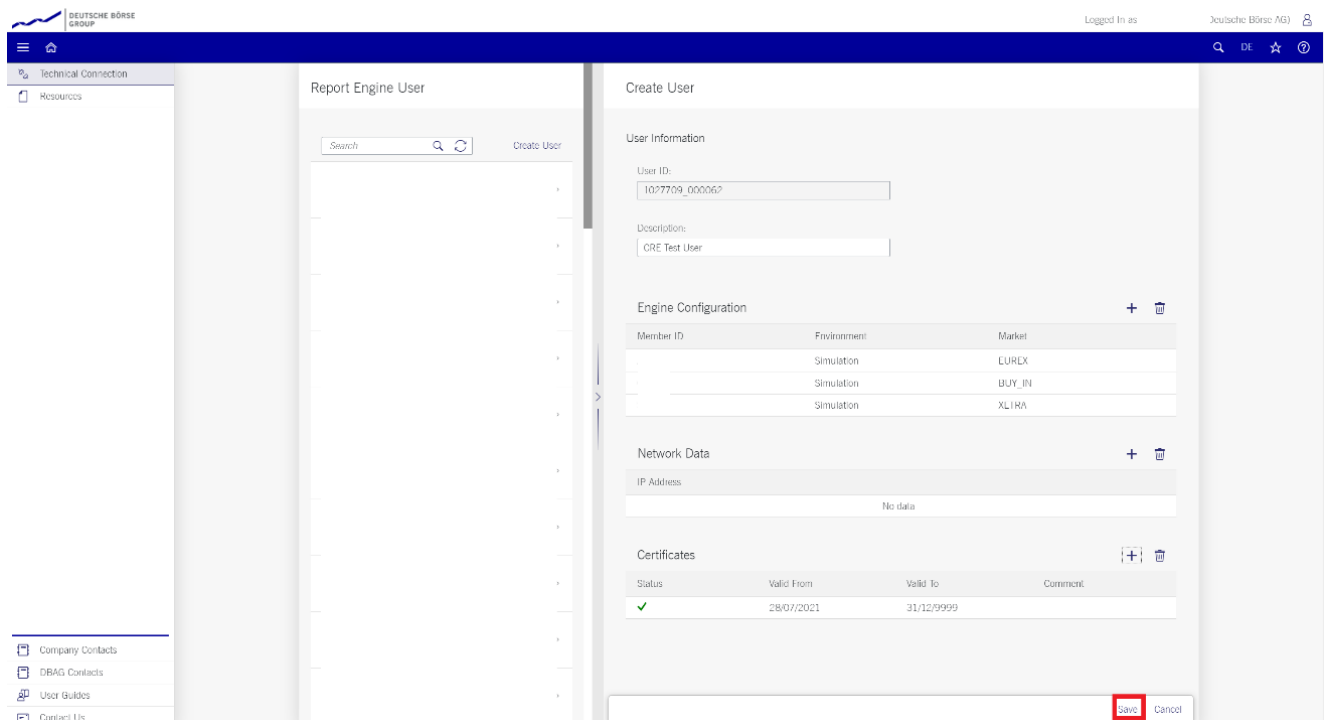 DEUTSCHE BÖRSE
GROUP
Logged In as
Deutsche Börse AG)
DE
Technical Connection
Resources
Report Engine User
Search
Create User
Create User
User Information
User ID:
1027709_000062
Description:
CRE Test User
Engine Configuration
Member ID Environment Market
Simulation EUREX
Simulation BUY_IN
Simulation XETRA
Network Data
IP Address
No data
Certificates
Status Valid From Valid To Comment
28/07/2021 31/12/9999
Company Contacts
DBAG Contacts
User Guides
Contact Us
Save Cancel